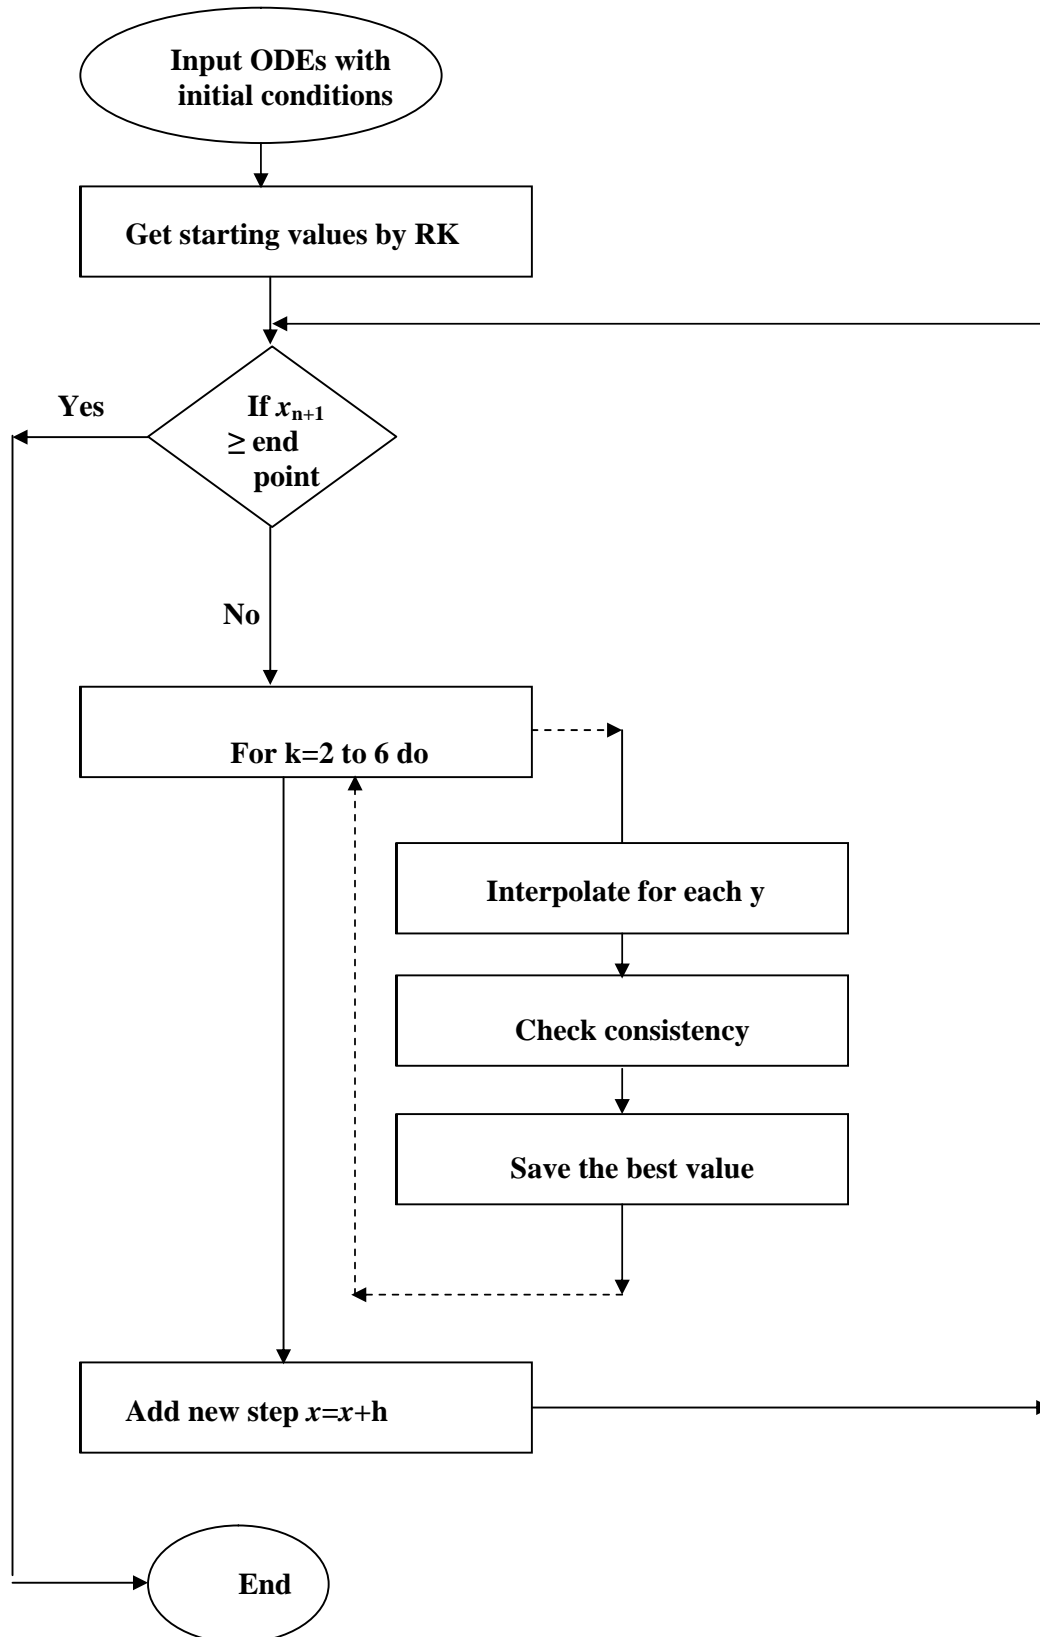 Input ODEs with
initial conditions
Get starting values by RK
Yes
If xₙ₊₁
≥ end
point
No
For k=2 to 6 do
Interpolate for each y
Check consistency
Save the best value
Add new step x=x+h
End